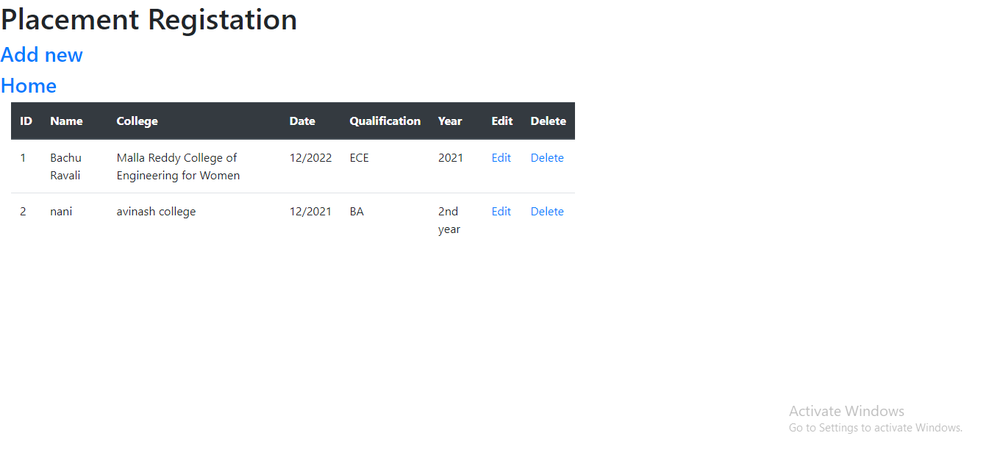 Placement Registation
Add new
Home
ID Name College Date Qualification Year Edit Delete
1 Bachu Ravali Malla Reddy College of Engineering for Women 12/2022 ECE 2021 Edit Delete
2 nani avinash college 12/2021 BA 2nd year Edit Delete
Activate Windows
Go to Settings to activate Windows.